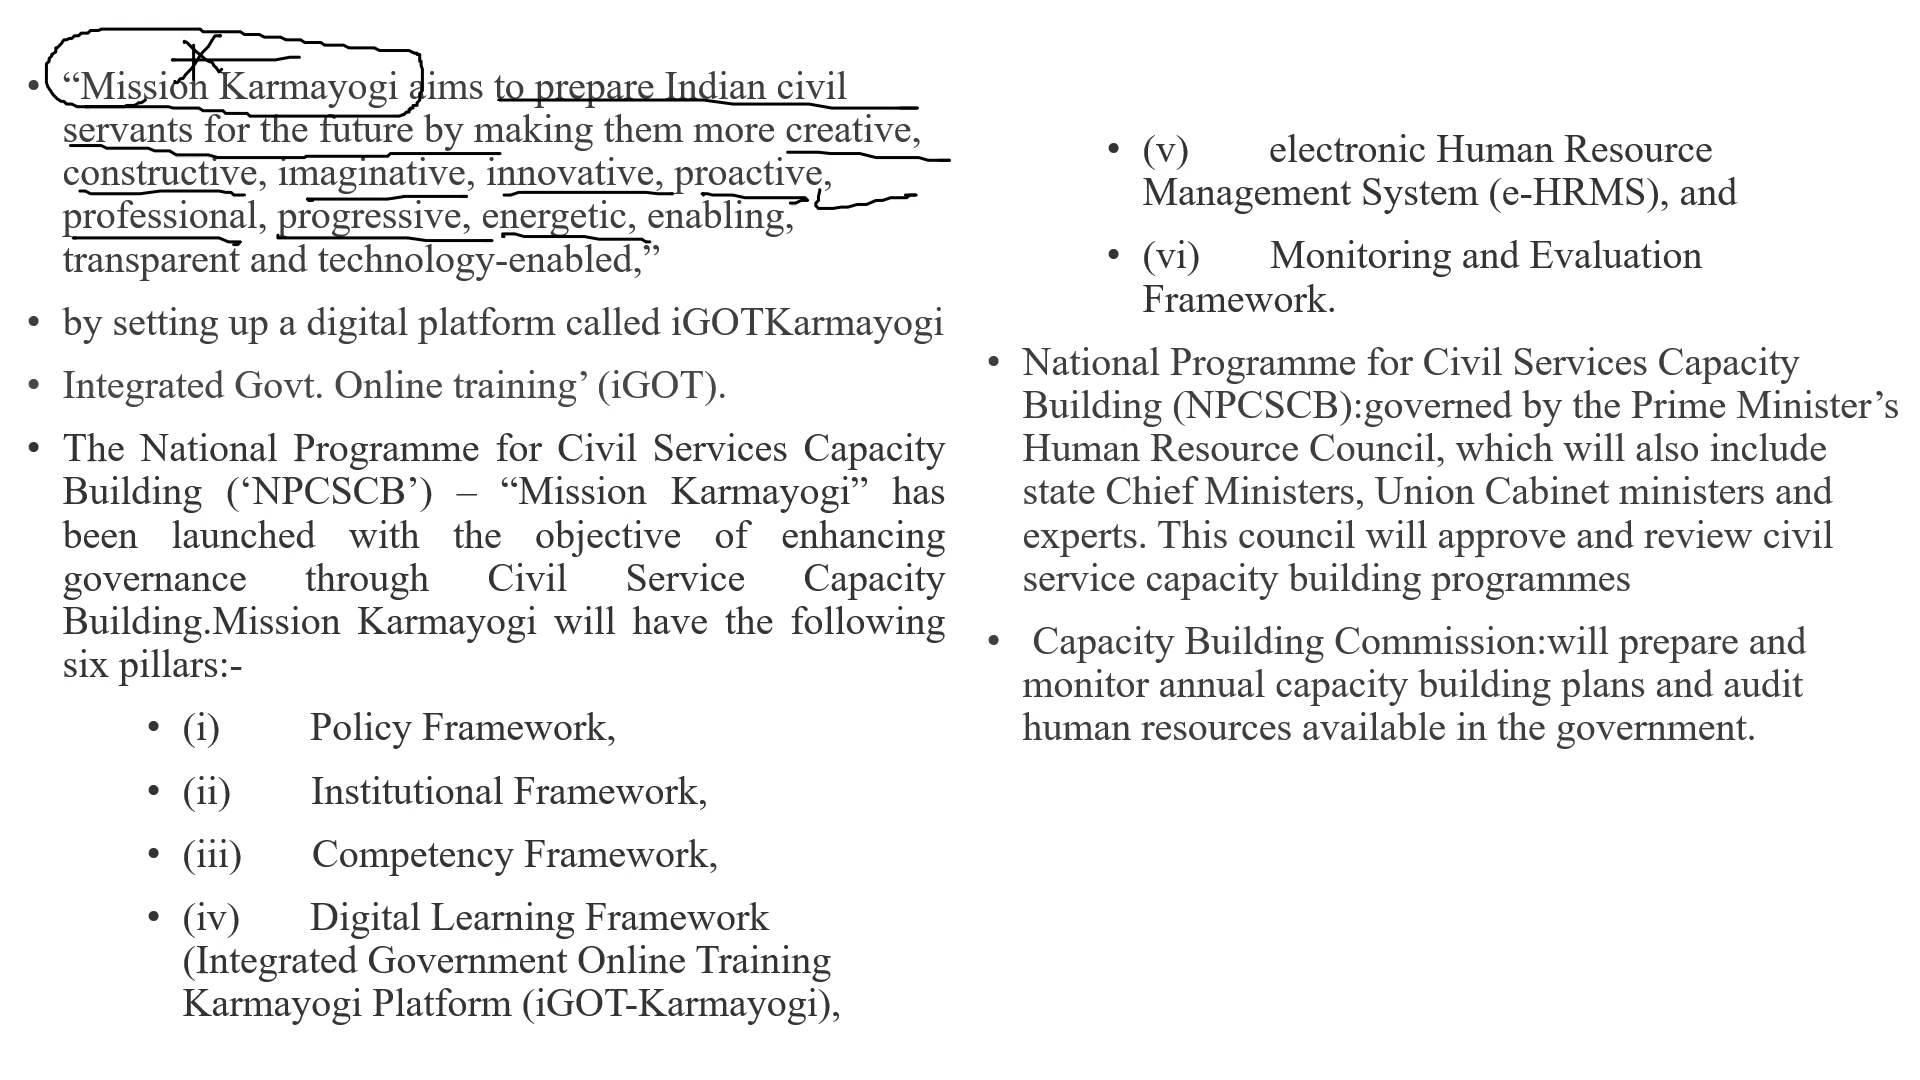 • “Mission Karmayogi aims to prepare Indian civil
servants for the future by making them more creative,
constructive, imaginative, innovative, proactive,
professional, progressive, energetic, enabling,
transparent and technology-enabled,”
• by setting up a digital platform called iGOTKarmayogi
• Integrated Govt. Online training’ (iGOT).
• The National Programme for Civil Services Capacity
Building (‘NPCSCB’) – “Mission Karmayogi” has
been launched with the objective of enhancing
governance through Civil Service Capacity
Building.Mission Karmayogi will have the following
six pillars:-
• (i) Policy Framework,
• (ii) Institutional Framework,
• (iii) Competency Framework,
• (iv) Digital Learning Framework
(Integrated Government Online Training
Karmayogi Platform (iGOT-Karmayogi),
• (v) electronic Human Resource
Management System (e-HRMS), and
• (vi) Monitoring and Evaluation
Framework.
• National Programme for Civil Services Capacity
Building (NPCSCB):governed by the Prime Minister’s
Human Resource Council, which will also include
state Chief Ministers, Union Cabinet ministers and
experts. This council will approve and review civil
service capacity building programmes
• Capacity Building Commission:will prepare and
monitor annual capacity building plans and audit
human resources available in the government.